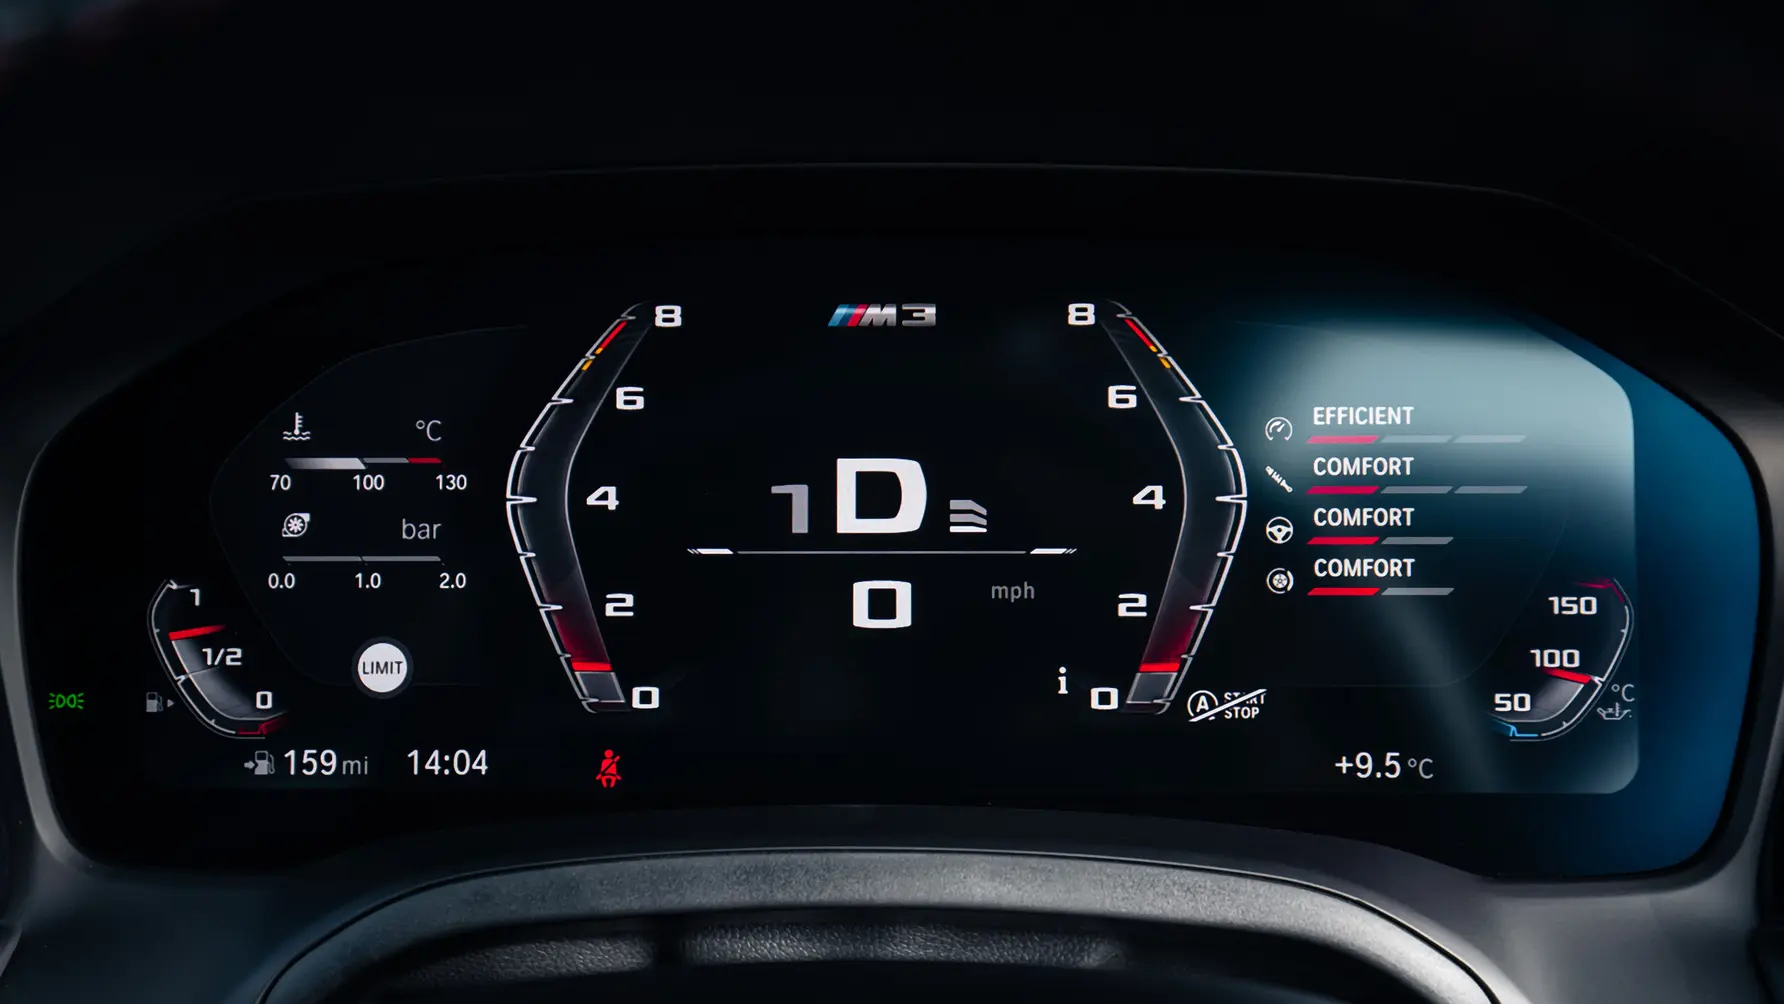 M3
8
6
4
2
0
8
6
4
2
0
°C
70 100 130
bar
0.0 1.0 2.0
LIMIT
1
1/2
0
159 mi
14:04
1 D
0 mph
i
A START STOP
EFFICIENT
COMFORT
COMFORT
COMFORT
150
100
50
°C
+9.5 °C